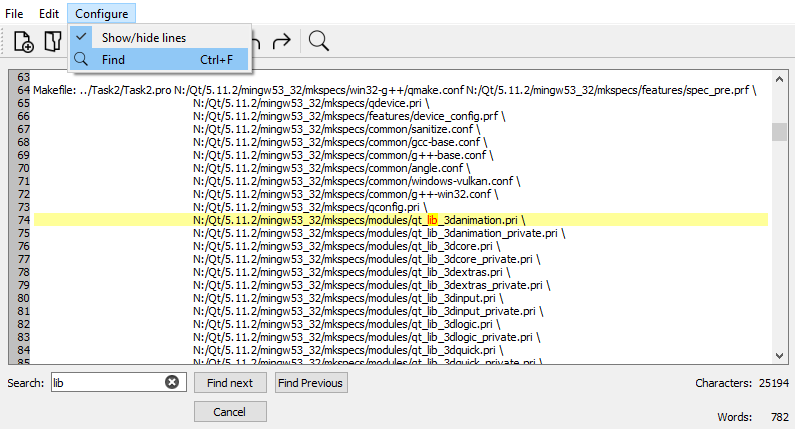 File Edit Configure
Show/hide lines
Find Ctrl+F
63
64 Makefile: ../Task2/Task2.pro N:/Qt/5.11.2/mingw53_32/mkspecs/win32-g++/qmake.conf N:/Qt/5.11.2/mingw53_32/mkspecs/features/spec_pre.prf \
65 N:/Qt/5.11.2/mingw53_32/mkspecs/qdevice.pri \
66 N:/Qt/5.11.2/mingw53_32/mkspecs/features/device_config.prf \
67 N:/Qt/5.11.2/mingw53_32/mkspecs/common/sanitize.conf \
68 N:/Qt/5.11.2/mingw53_32/mkspecs/common/gcc-base.conf \
69 N:/Qt/5.11.2/mingw53_32/mkspecs/common/g++-base.conf \
70 N:/Qt/5.11.2/mingw53_32/mkspecs/common/angle.conf \
71 N:/Qt/5.11.2/mingw53_32/mkspecs/common/windows-vulkan.conf \
72 N:/Qt/5.11.2/mingw53_32/mkspecs/common/g++-win32.conf \
73 N:/Qt/5.11.2/mingw53_32/mkspecs/qconfig.pri \
74 N:/Qt/5.11.2/mingw53_32/mkspecs/modules/qt_lib_3danimation.pri \
75 N:/Qt/5.11.2/mingw53_32/mkspecs/modules/qt_lib_3danimation_private.pri \
76 N:/Qt/5.11.2/mingw53_32/mkspecs/modules/qt_lib_3dcore.pri \
77 N:/Qt/5.11.2/mingw53_32/mkspecs/modules/qt_lib_3dcore_private.pri \
78 N:/Qt/5.11.2/mingw53_32/mkspecs/modules/qt_lib_3dextras.pri \
79 N:/Qt/5.11.2/mingw53_32/mkspecs/modules/qt_lib_3dextras_private.pri \
80 N:/Qt/5.11.2/mingw53_32/mkspecs/modules/qt_lib_3dinput.pri \
81 N:/Qt/5.11.2/mingw53_32/mkspecs/modules/qt_lib_3dinput_private.pri \
82 N:/Qt/5.11.2/mingw53_32/mkspecs/modules/qt_lib_3dlogic.pri \
83 N:/Qt/5.11.2/mingw53_32/mkspecs/modules/qt_lib_3dlogic_private.pri \
84 N:/Qt/5.11.2/mingw53_32/mkspecs/modules/qt_lib_3dquick.pri \
85 N:/Qt/5.11.2/mingw53_32/mkspecs/modules/qt_lib_3dquick_private.pri \
Search: lib Find next Find Previous Characters: 25194
Cancel
Words: 782